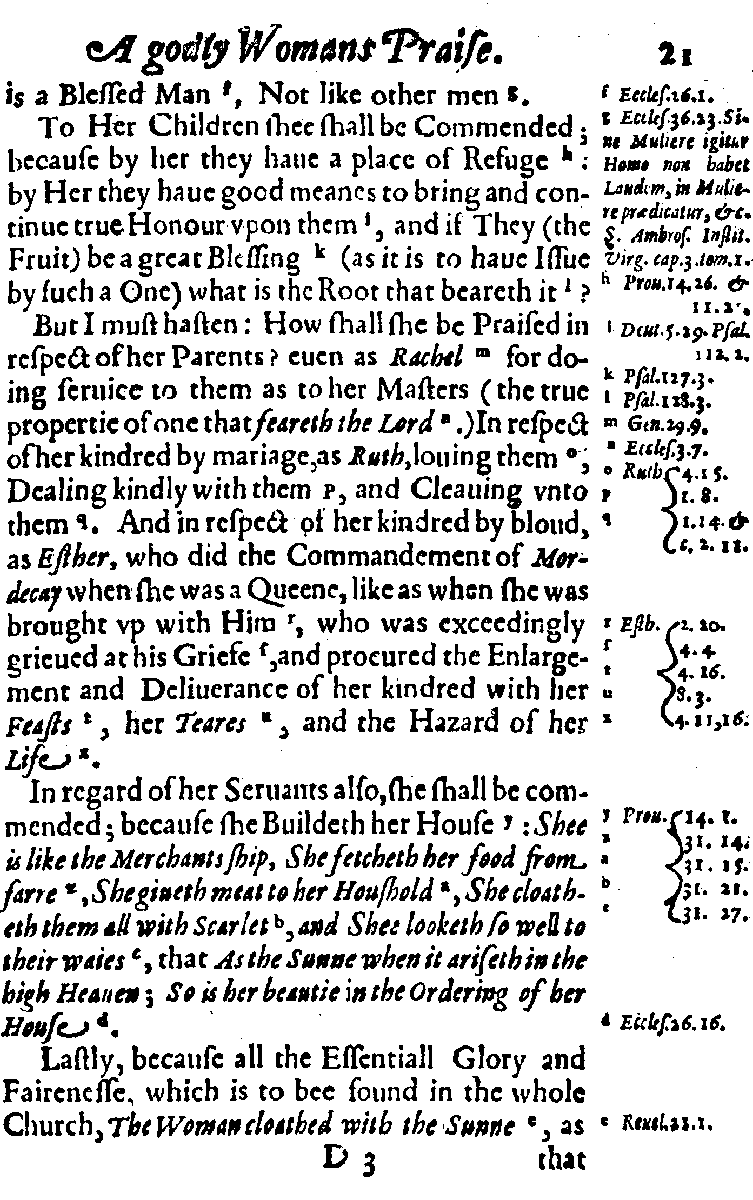 A godly Womans Praiſe. 21
is a Bleſſed Man ſ, Not like other men g.
To Her Children ſhee ſhall be Commended;
becauſe by her they haue a place of Refuge h:
by Her they haue good meanes to bring and con-
tinue true Honour vpon them i, and if They (the
Fruit) be a great Bleſſing k (as it is to haue Iſſue
by ſuch a One) what is the Root that beareth it l?
But I muſt haſten: How ſhall ſhe be Praiſed in
reſpect of her Parents? euen as Rachel m for do-
ing ſeruice to them as to her Maſters (the true
propertie of one that feareth the Lord n.) In reſpect
of her kindred by mariage, as Ruth, louing them o,
Dealing kindly with them p, and Cleauing vnto
them q. And in reſpect of her kindred by bloud,
as Eſther, who did the Commandement of Mor-
decay when ſhe was a Queene, like as when ſhe was
brought vp with Him r, who was exceedingly
grieued at his Griefe ſ, and procured the Enlarge-
ment and Deliuerance of her kindred with her
Feaſts t, her Teares u, and the Hazard of her
Life x.
In regard of her Seruants alſo, ſhe ſhall be com-
mended; becauſe ſhe Buildeth her Houſe y: Shee
is like the Merchants ſhip, She fetcheth her food from
farre z, She giueth meat to her Houſhold a, She cloath-
eth them all with Scarlet b, and Shee looketh ſo well to
their waies c, that As the Sunne when it ariſeth in the
high Heauen; So is her beautie in the Ordering of her
Houſe d.
Laſtly, becauſe all the Eſſentiall Glory and
Faireneſſe, which is to bee found in the whole
Church, The Woman cloathed with the Sunne e, as
D 3 that
f Eccleſ.26.1.
g Eccleſ.36.23. Si-
ne Muliere igitur
Homo non habet
Laudem, in Mulie-
re prædicatur, &c.
S. Ambroſ. Inſtit.
Virg. cap.3.tom.1.
h Prou.14.26. &
11.
i Deut.5.29. Pſal.
112.2.
k Pſal.127.3.
l Pſal.128.3.
m Gen.29.9.
n Eccleſ.3.7.
o Ruth 4.15.
p 1.8.
q 1.14. &
2.11.
r Eſth. 2.20.
ſ 4.4
t 4.16.
u 8.3.
x 4.11,16.
y Prou. 14.1.
z 31.14.
a 31.15.
b 31.21.
c 31.27.
d Eccleſ.26.16.
e Reuel.12.1.